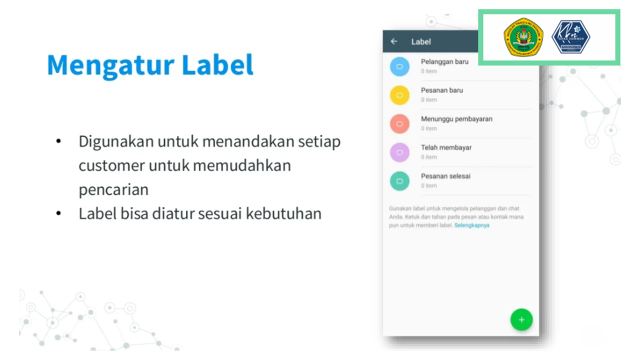 Mengatur Label
• Digunakan untuk menandakan setiap
customer untuk memudahkan
pencarian
• Label bisa diatur sesuai kebutuhan
Label
Pelanggan baru
0 item
Pesanan baru
0 item
Menunggu pembayaran
0 item
Telah membayar
0 item
Pesanan selesai
0 item
Gunakan label untuk mengelola pelanggan dan chat
Anda. Ketuk dan tahan pada pesan atau kontak mana
pun untuk memberi label. Selengkapnya